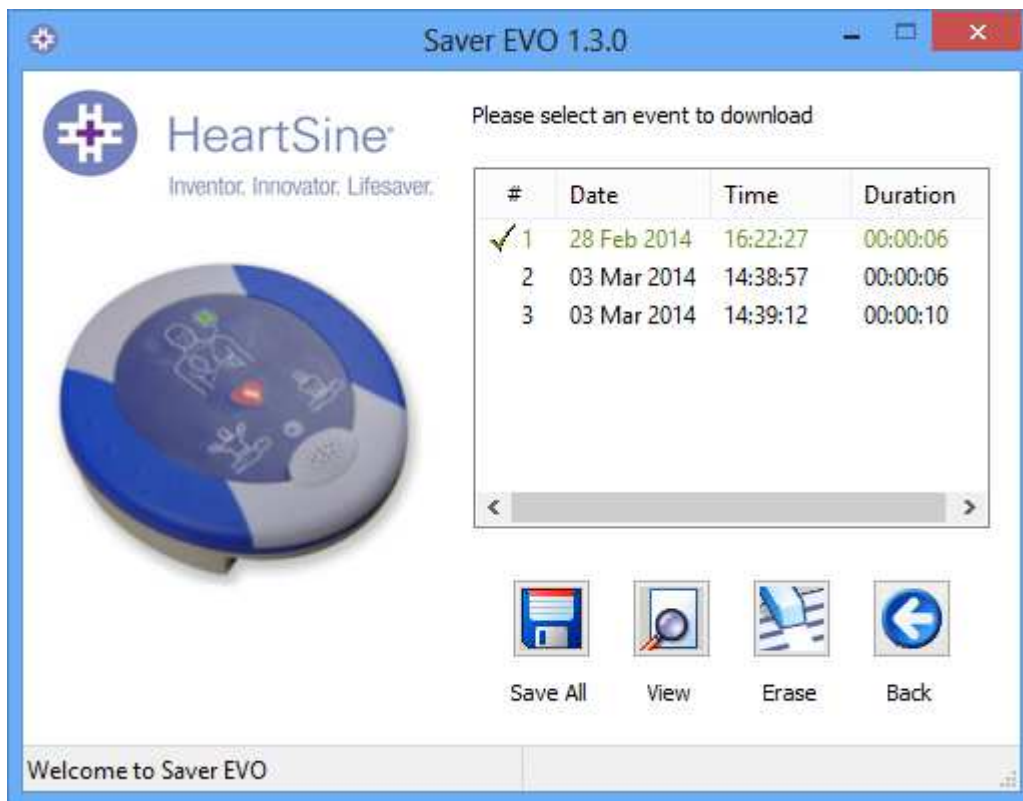 Saver EVO 1.3.0
HeartSine
Inventor. Innovator. Lifesaver.
Please select an event to download
# Date Time Duration
1 28 Feb 2014 16:22:27 00:00:06
2 03 Mar 2014 14:38:57 00:00:06
3 03 Mar 2014 14:39:12 00:00:10
Save All View Erase Back
Welcome to Saver EVO